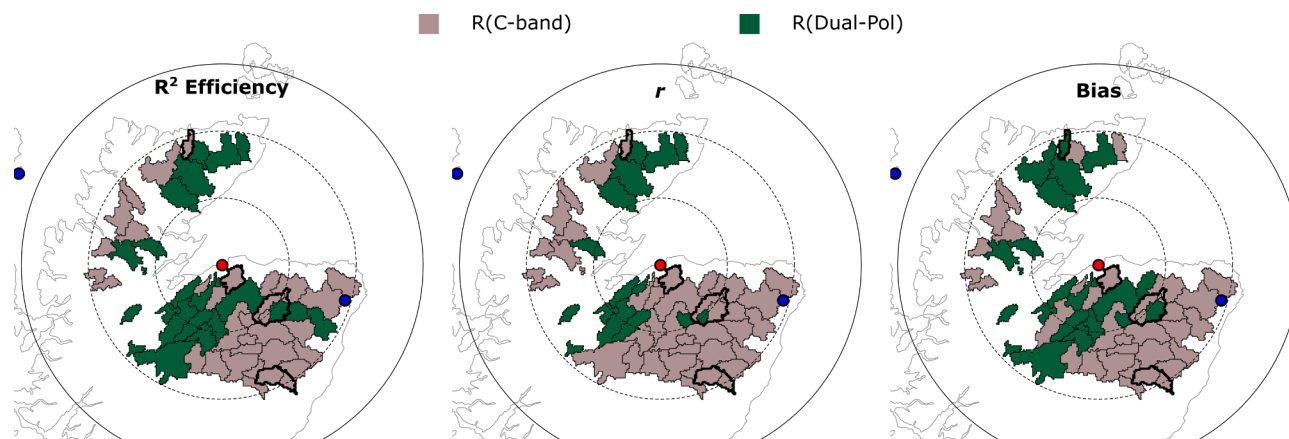 R(C-band)
R(Dual-Pol)
R² Efficiency
r
Bias